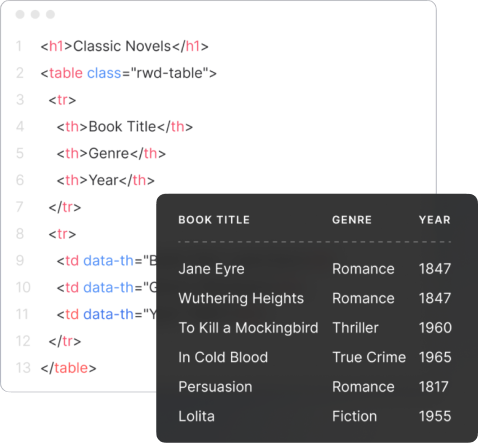 1 <h1>Classic Novels</h1>
2 <table class="rwd-table">
3 <tr>
4 <th>Book Title</th>
5 <th>Genre</th>
6 <th>Year</th>
7 </tr>
8 <tr>
9 <td data-th="B
10 <td data-th="G
11 <td data-th="Y
12 </tr>
13 </table>
BOOK TITLE GENRE YEAR
Jane Eyre Romance 1847
Wuthering Heights Romance 1847
To Kill a Mockingbird Thriller 1960
In Cold Blood True Crime 1965
Persuasion Romance 1817
Lolita Fiction 1955